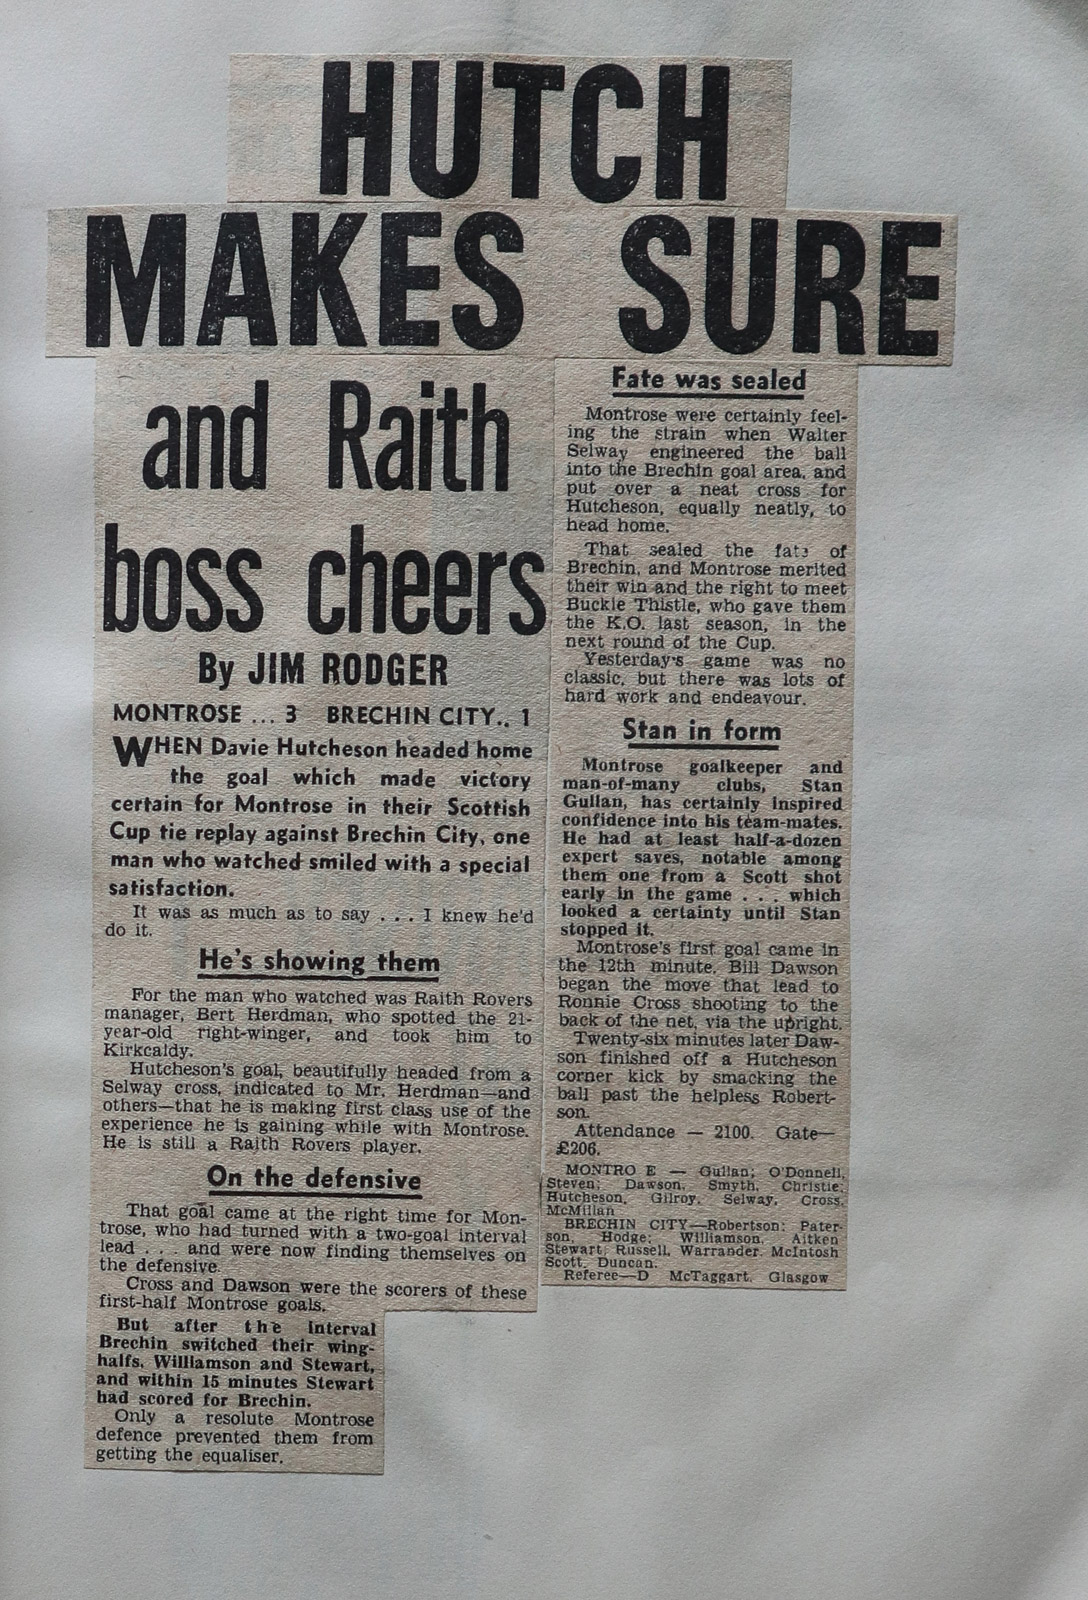 HUTCH
MAKES SURE
and Raith
boss cheers
By JIM RODGER
MONTROSE ... 3 BRECHIN CITY.. 1
WHEN Davie Hutcheson headed home
the goal which made victory
certain for Montrose in their Scottish
Cup tie replay against Brechin City, one
man who watched smiled with a special
satisfaction.
It was as much as to say . . . I knew he'd
do it.
He's showing them
For the man who watched was Raith Rovers
manager, Bert Herdman, who spotted the 21-
year-old right-winger, and took him to
Kirkcaldy.
Hutcheson's goal, beautifully headed from a
Selway cross, indicated to Mr. Herdman—and
others—that he is making first class use of the
experience he is gaining while with Montrose.
He is still a Raith Rovers player.
On the defensive
That goal came at the right time for Mon-
trose, who had turned with a two-goal interval
lead . . . and were now finding themselves on
the defensive.
Cross and Dawson were the scorers of these
first-half Montrose goals.
But after the interval
Brechin switched their wing-
halfs, Williamson and Stewart,
and within 15 minutes Stewart
had scored for Brechin.
Only a resolute Montrose
defence prevented them from
getting the equaliser.
Fate was sealed
Montrose were certainly feel-
ing the strain when Walter
Selway engineered the ball
into the Brechin goal area, and
put over a neat cross for
Hutcheson, equally neatly, to
head home.
That sealed the fate of
Brechin, and Montrose merited
their win and the right to meet
Buckie Thistle, who gave them
the K.O. last season, in the
next round of the Cup.
Yesterday's game was no
classic, but there was lots of
hard work and endeavour.
Stan in form
Montrose goalkeeper and
man-of-many clubs, Stan
Gullan, has certainly inspired
confidence into his team-mates.
He had at least half-a-dozen
expert saves, notable among
them one from a Scott shot
early in the game . . . which
looked a certainty until Stan
stopped it.
Montrose's first goal came in
the 12th minute. Bill Dawson
began the move that lead to
Ronnie Cross shooting to the
back of the net, via the upright.
Twenty-six minutes later Daw-
son finished off a Hutcheson
corner kick by smacking the
ball past the helpless Robert-
son.
Attendance — 2100. Gate—
£206.
MONTRO E — Gullan; O'Donnell,
Steven; Dawson, Smyth, Christie;
Hutcheson, Gilroy, Selway, Cross,
McMillan
BRECHIN CITY—Robertson; Pater-
son, Hodge; Williamson, Aitken
Stewart; Russell, Warrander McIntosh
Scott, Duncan.
Referee—D McTaggart, Glasgow